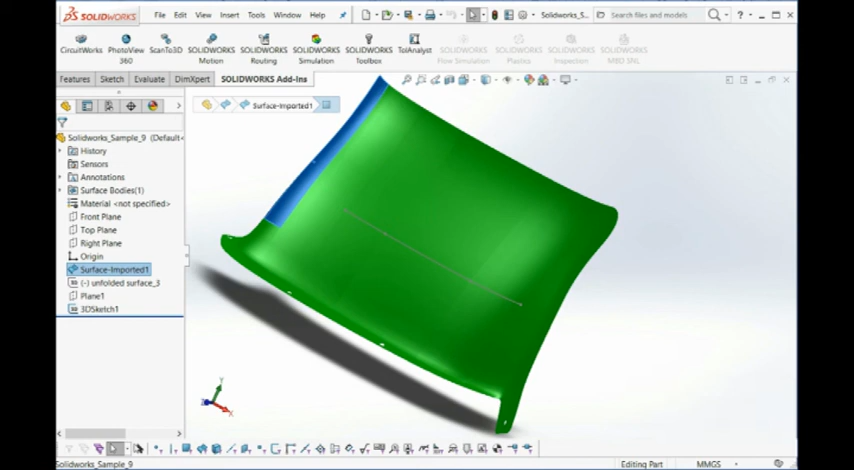 SOLIDWORKS File Edit View Insert Tools Window Help Solidworks_S... Search files and models ?
CircuitWorks PhotoView 360 ScanTo3D SOLIDWORKS Motion SOLIDWORKS Routing SOLIDWORKS Simulation SOLIDWORKS Toolbox TolAnalyst SOLIDWORKS Flow Simulation SOLIDWORKS Plastics SOLIDWORKS Inspection SOLIDWORKS MBD SNL
Features Sketch Evaluate DimXpert SOLIDWORKS Add-Ins
Surface-Imported1
Solidworks_Sample_9 (Default<
History
Sensors
Annotations
Surface Bodies(1)
Material <not specified>
Front Plane
Top Plane
Right Plane
Origin
Surface-Imported1
(-) unfolded surface_3
Plane1
3DSketch1
Y
Z
X
Solidworks_Sample_9 Editing Part MMGS